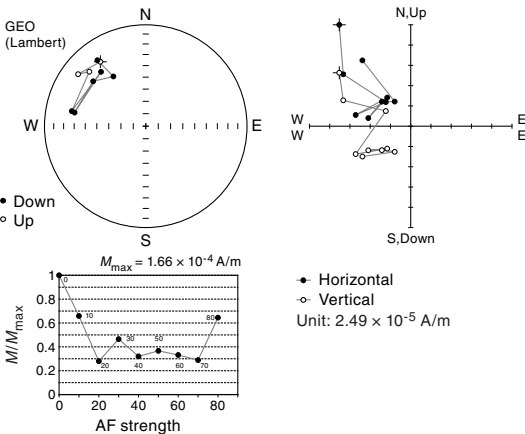 GEO
(Lambert)
N
W
E
S
● Down
○ Up
N,Up
W
W
E
E
S,Down
Horizontal
Vertical
Unit: 2.49 × 10⁻⁵ A/m
Mmax = 1.66 × 10⁻⁴ A/m
M/Mmax
1
0.8
0.6
0.4
0.2
0
0
10
20
30
40
50
60
70
80
0 20 40 60 80
AF strength